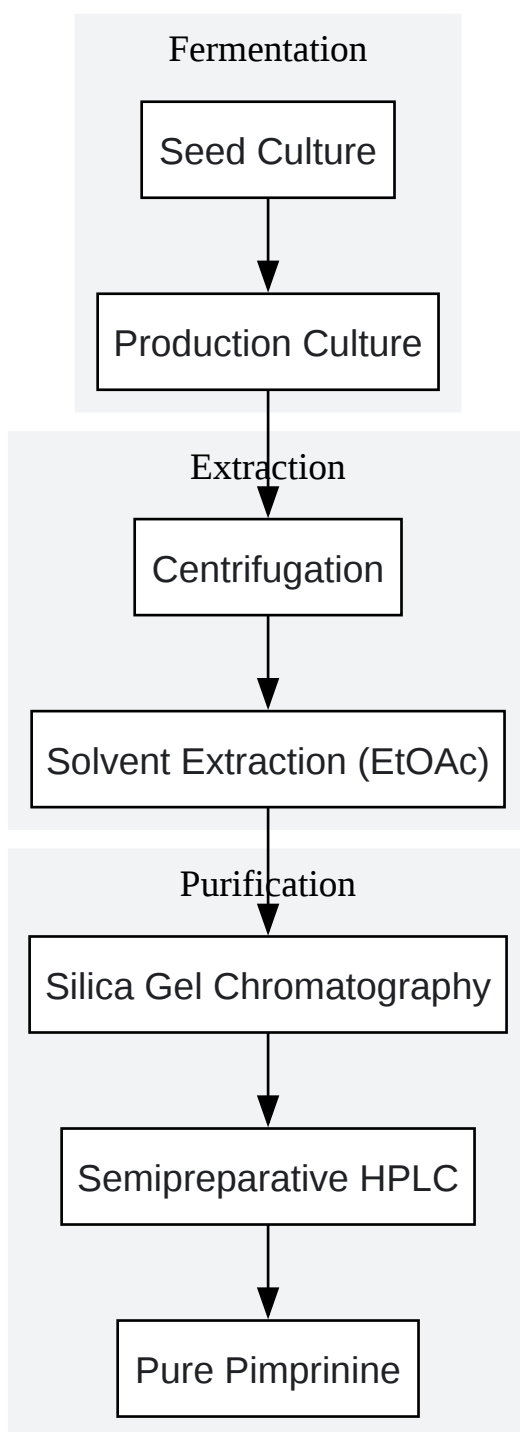 Fermentation
Seed Culture
Production Culture
Extraction
Centrifugation
Solvent Extraction (EtOAc)
Purification
Silica Gel Chromatography
Semipreparative HPLC
Pure Pimprinine